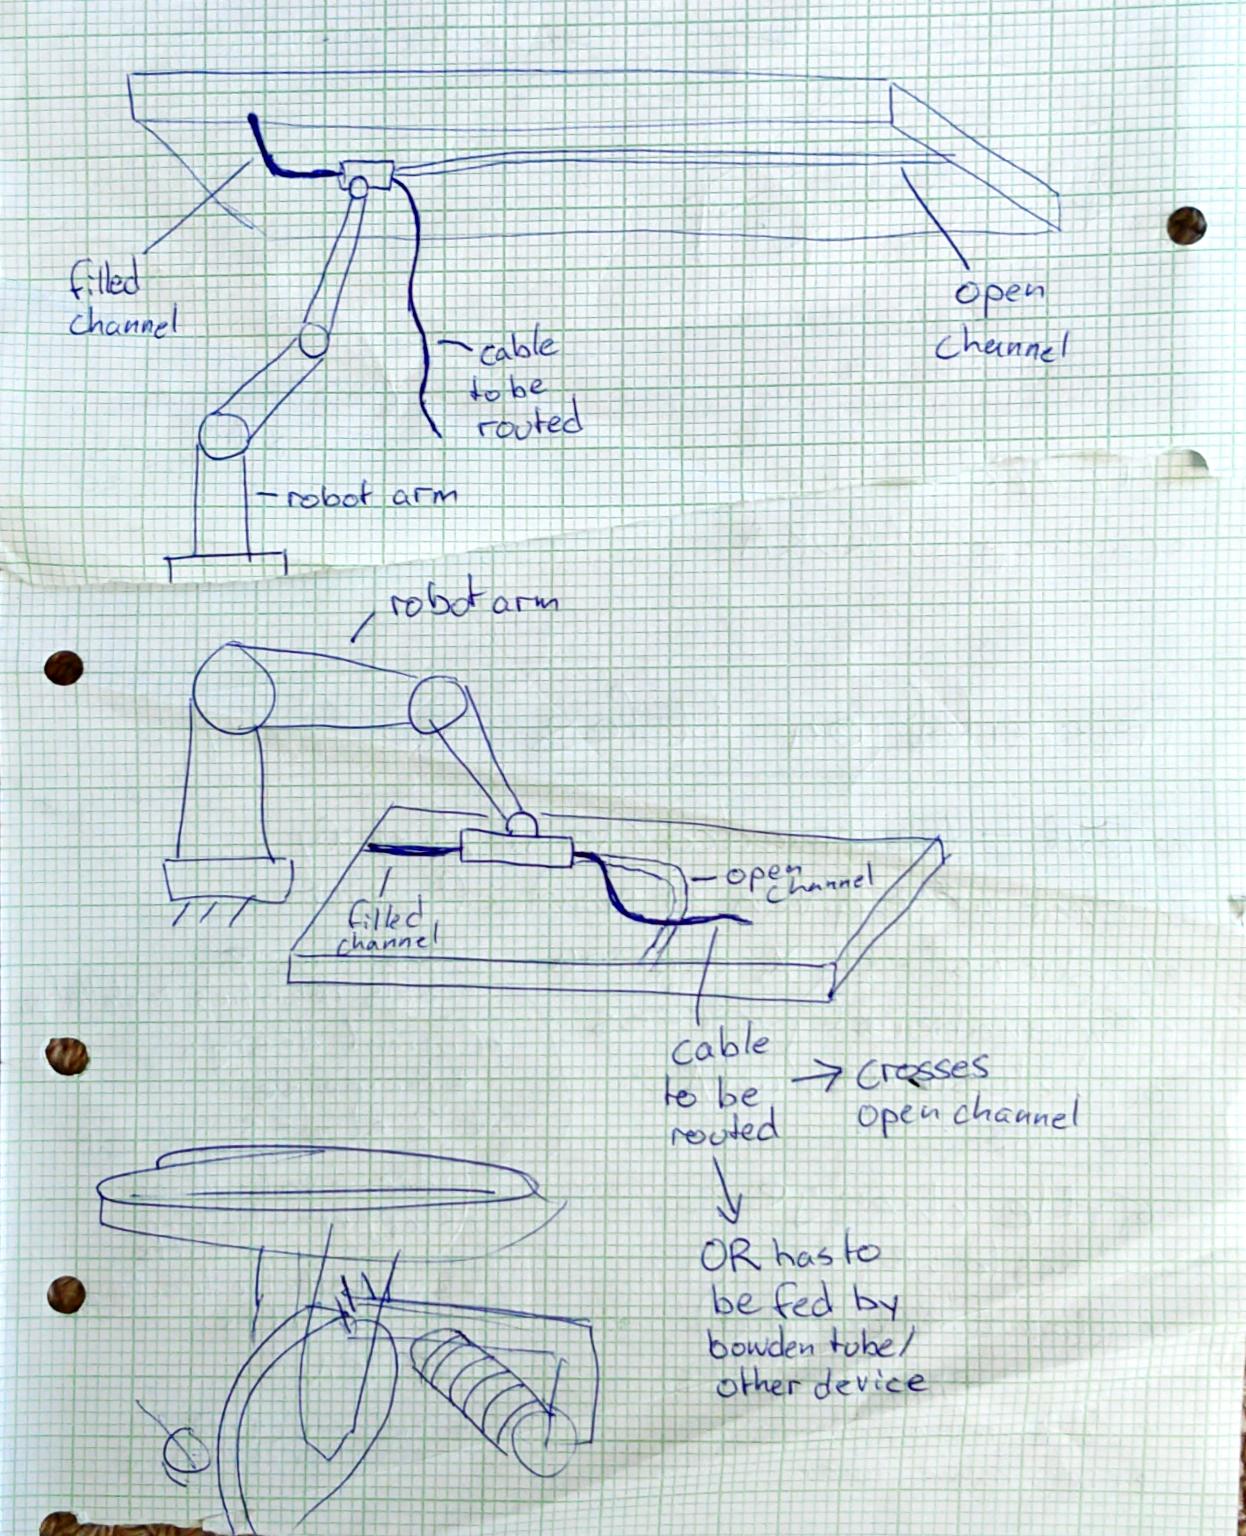 filled
channel
open
channel
cable
to be
routed
robot arm
robot arm
open
channel
filled
channel
cable
to be
routed
→ crosses
open channel
OR has to
be fed by
bowden tube/
other device